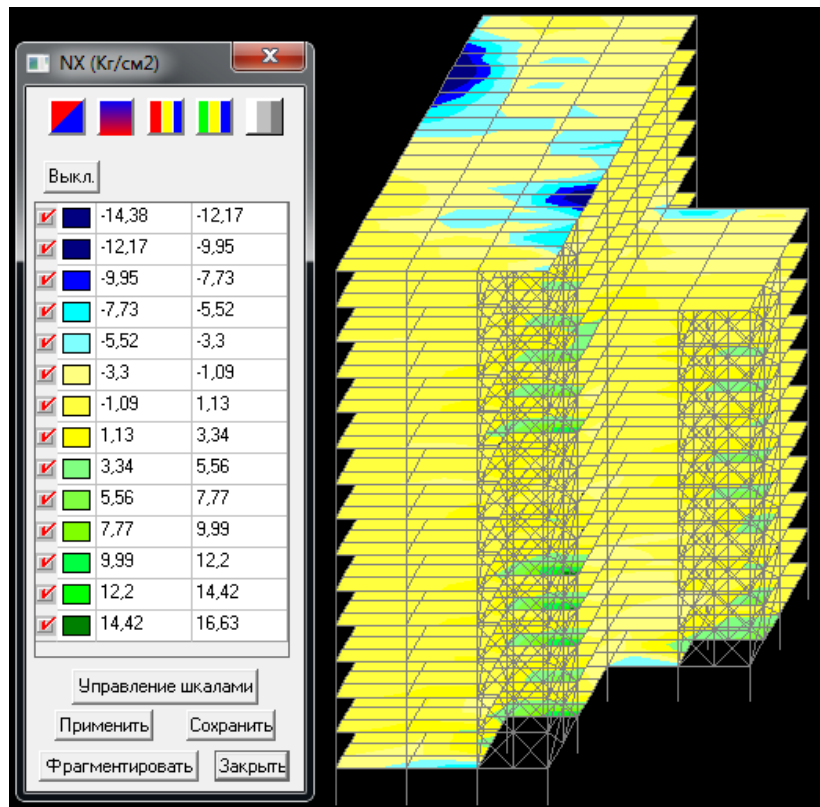 NX (Кг/см2)
Выкл.
-14,38 -12,17
-12,17 -9,95
-9,95 -7,73
-7,73 -5,52
-5,52 -3,3
-3,3 -1,09
-1,09 1,13
1,13 3,34
3,34 5,56
5,56 7,77
7,77 9,99
9,99 12,2
12,2 14,42
14,42 16,63
Управление шкалами
Применить Сохранить
Фрагментировать Закрыть